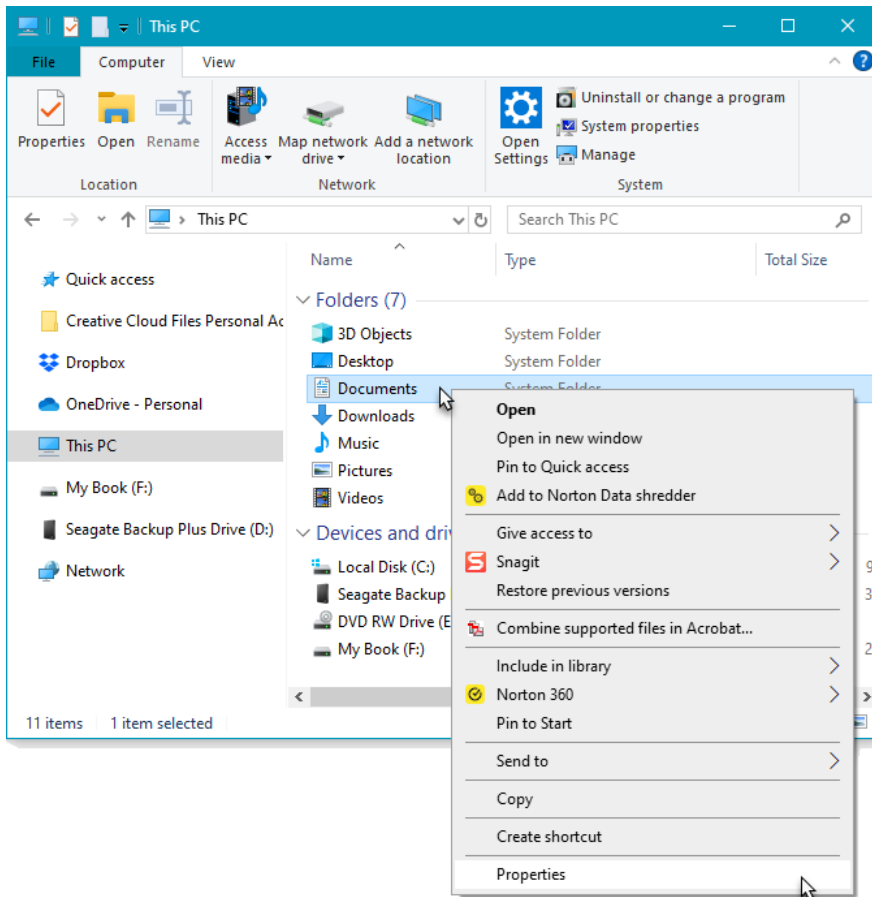 This PC
File Computer View
Uninstall or change a program
System properties
Manage
Properties Open Rename Access media Map network drive Add a network location Open Settings
Location Network System
This PC Search This PC
Name Type Total Size
Quick access
Creative Cloud Files Personal Ac
Dropbox
OneDrive - Personal
This PC
My Book (F:)
Seagate Backup Plus Drive (D:)
Network
Folders (7)
3D Objects System Folder
Desktop System Folder
Documents System Folder
Downloads
Music
Pictures
Videos
Devices and driv
Local Disk (C:) 9
Seagate Backup 3
DVD RW Drive (E
My Book (F:) 2
11 items 1 item selected
Open
Open in new window
Pin to Quick access
Add to Norton Data shredder
Give access to
Snagit
Restore previous versions
Combine supported files in Acrobat...
Include in library
Norton 360
Pin to Start
Send to
Copy
Create shortcut
Properties